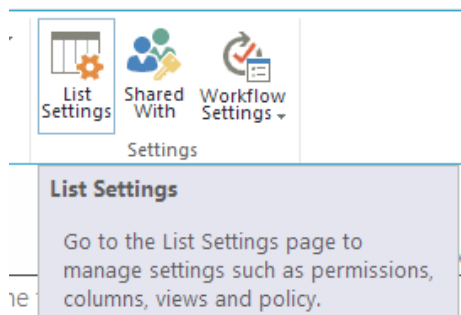 List Settings
Shared With
Workflow Settings
Settings
List Settings
Go to the List Settings page to
manage settings such as permissions,
columns, views and policy.